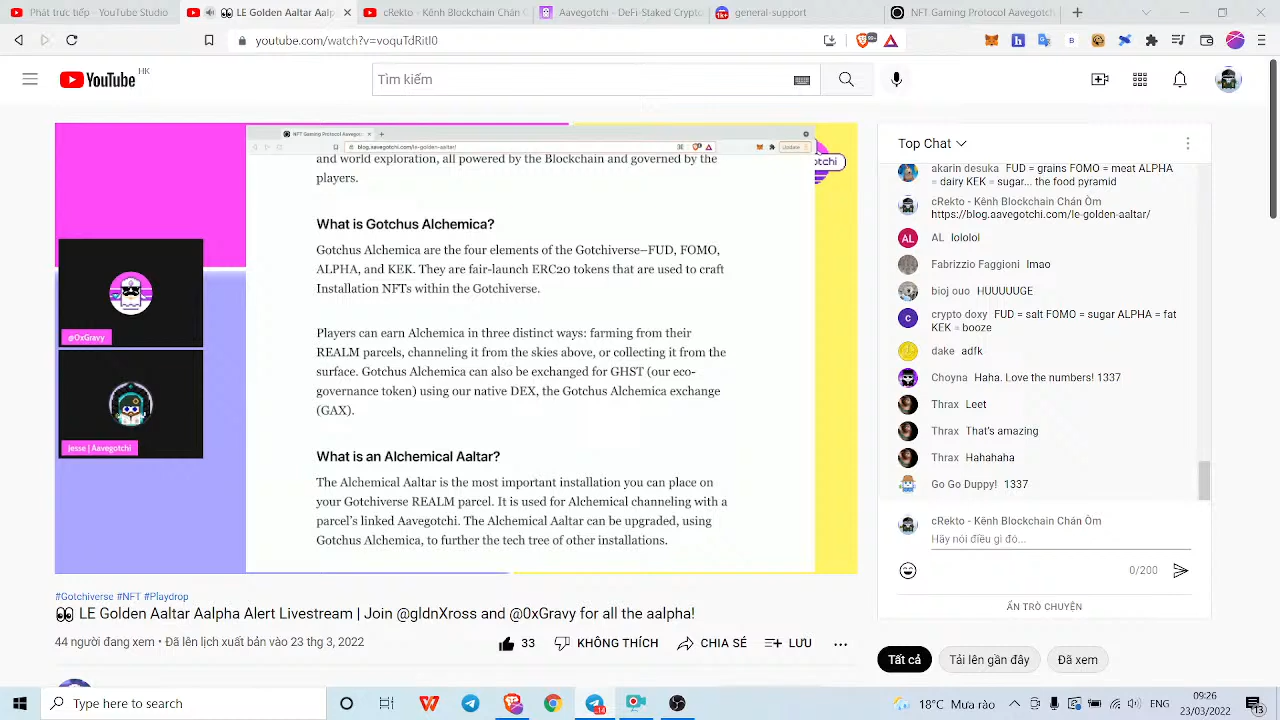 Phát trực tiếp - YouTube Studio
LE Golden Aaltar Aalp
cRekto - Kênh Blockchain Chán Ò
Aavegotchi - DeFi-Staked Crypto
general-support
NFT Gaming Protocol Aavegotch
youtube.com/watch?v=voquTdRitI0
YouTube HK
Tìm kiếm
NFT Gaming Protocol Aavegotc
blog.aavegotchi.com/le-golden-aaltar/
Update
otchi
and world exploration, all powered by the Blockchain and governed by the
players.
What is Gotchus Alchemica?
Gotchus Alchemica are the four elements of the Gotchiverse—FUD, FOMO,
ALPHA, and KEK. They are fair-launch ERC20 tokens that are used to craft
Installation NFTs within the Gotchiverse.
Players can earn Alchemica in three distinct ways: farming from their
REALM parcels, channeling it from the skies above, or collecting it from the
surface. Gotchus Alchemica can also be exchanged for GHST (our eco-
governance token) using our native DEX, the Gotchus Alchemica exchange
(GAX).
What is an Alchemical Aaltar?
The Alchemical Aaltar is the most important installation you can place on
your Gotchiverse REALM parcel. It is used for Alchemical channeling with a
parcel's linked Aavegotchi. The Alchemical Aaltar can be upgraded, using
Gotchus Alchemica, to further the tech tree of other installations.
@0xGravy
Jesse | Aavegotchi
Top Chat
akarin desuka FUD = grains FOMO = meat ALPHA
= dairy KEK = sugar... the food pyramid
cRekto - Kênh Blockchain Chán Òm
https://blog.aavegotchi.com/le-golden-aaltar/
AL lololol
Fabrizzio Faggioni lmao
bioj ouo HUUUUUGE
crypto doxy FUD = salt FOMO = sugar ALPHA = fat
KEK = booze
dake adfk
Choyna Haha. Love the numbers! 1337
Thrax Leet
Thrax That's amazing
Thrax Hahahaha
Go Go Duppy! 1337
cRekto - Kênh Blockchain Chán Òm
Hãy nói điều gì đó...
0/200
ẨN TRÒ CHUYỆN
#Gotchiverse #NFT #Playdrop
👀 LE Golden Aaltar Aalpha Alert Livestream | Join @gldnXross and @0xGravy for all the aalpha!
44 người đang xem • Đã lên lịch xuất bản vào 23 thg 3, 2022
33
KHÔNG THÍCH
CHIA SẺ
LƯU
Tất cả
Tải lên gần đây
Đã xem
Type here to search
18°C Mưa rào
ENG
09:20
23/03/2022